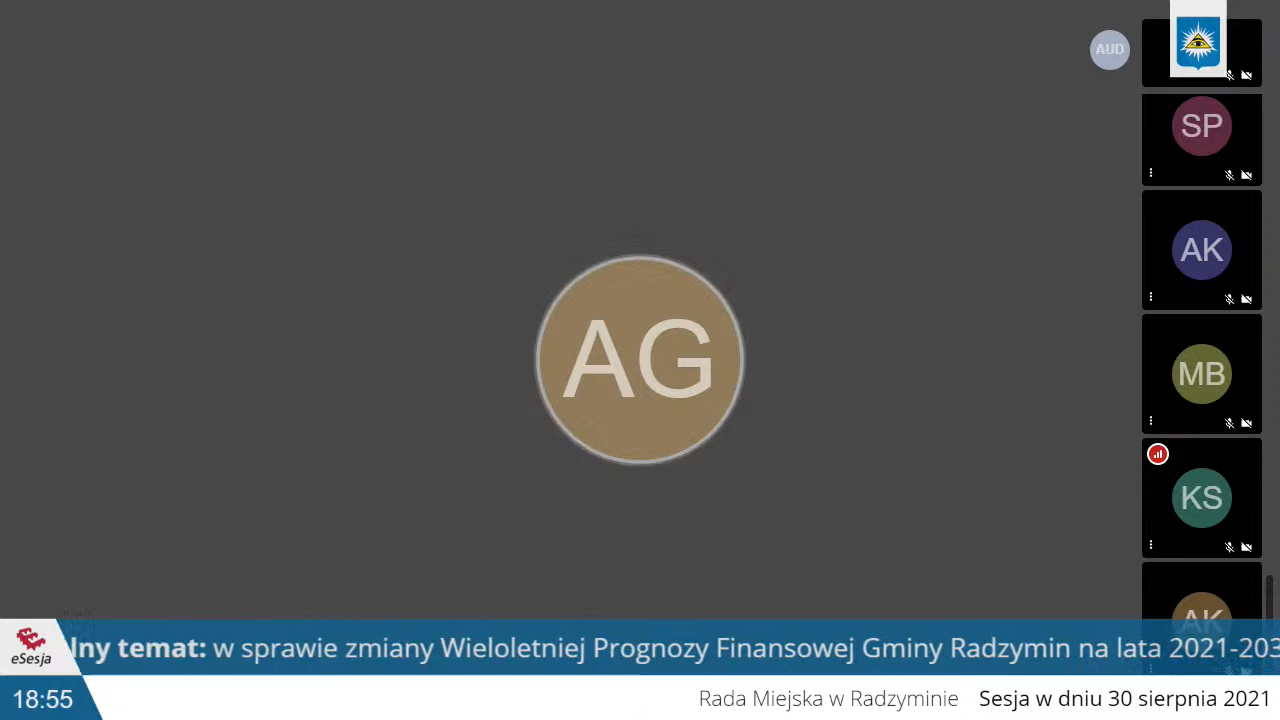 AUD
SP
AK
MB
AG
KS
AK
lny temat: w sprawie zmiany Wieloletniej Prognozy Finansowej Gminy Radzymin na lata 2021-203
eSesja
18:55
Rada Miejska w Radzyminie Sesja w dniu 30 sierpnia 2021